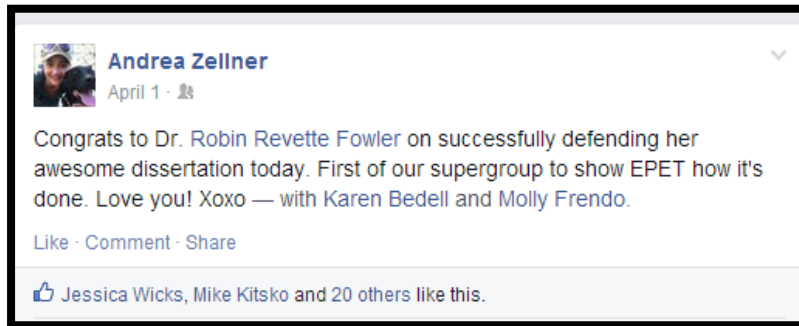 Andrea Zellner
April 1 ·
Congrats to Dr. Robin Revette Fowler on successfully defending her
awesome dissertation today. First of our supergroup to show EPET how it's
done. Love you! Xoxo — with Karen Bedell and Molly Frendo.
Like · Comment · Share
Jessica Wicks, Mike Kitsko and 20 others like this.